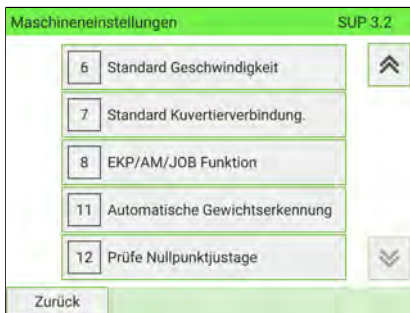 Maschineneinstellungen SUP 3.2
6 Standard Geschwindigkeit
7 Standard Kuvertierverbindung.
8 EKP/AM/JOB Funktion
11 Automatische Gewichtserkennung
12 Prüfe Nullpunktjustage
Zurück